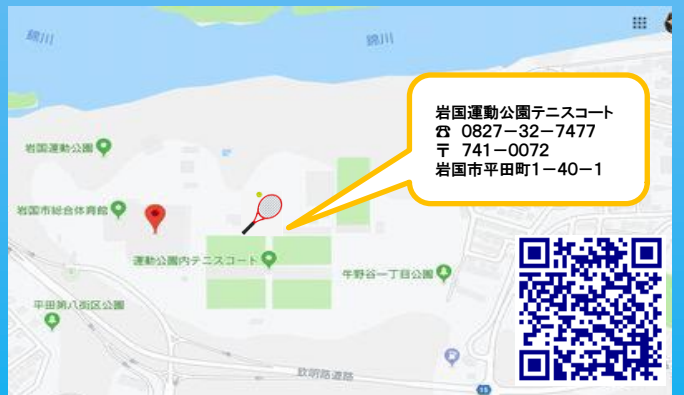 錦川
錦川
岩国運動公園テニスコート
☎ 0827-32-7477
〒 741-0072
岩国市平田町1-40-1
岩国運動公園
岩国市総合体育館
運動公園内テニスコート
牛野谷一丁目公園
平田第八街区公園
欽明路道路
15